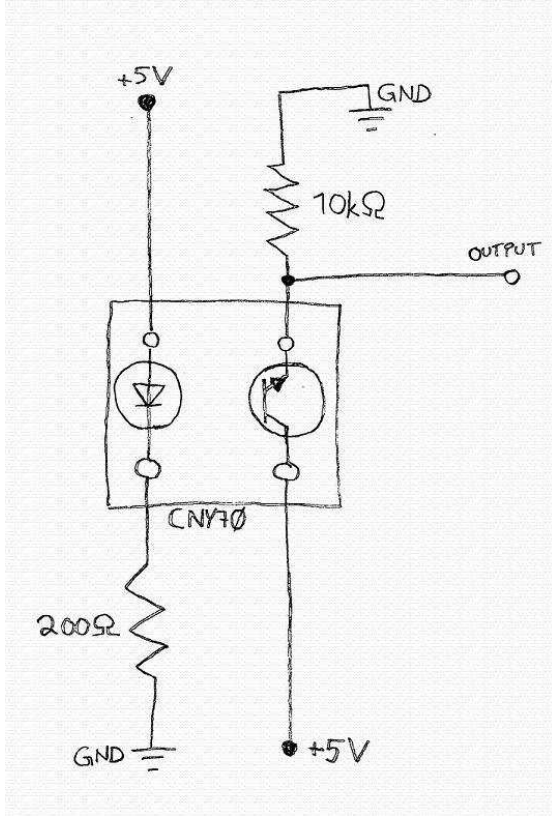 +5V
GND
10kΩ
OUTPUT
CNY70
200Ω
GND
+5V